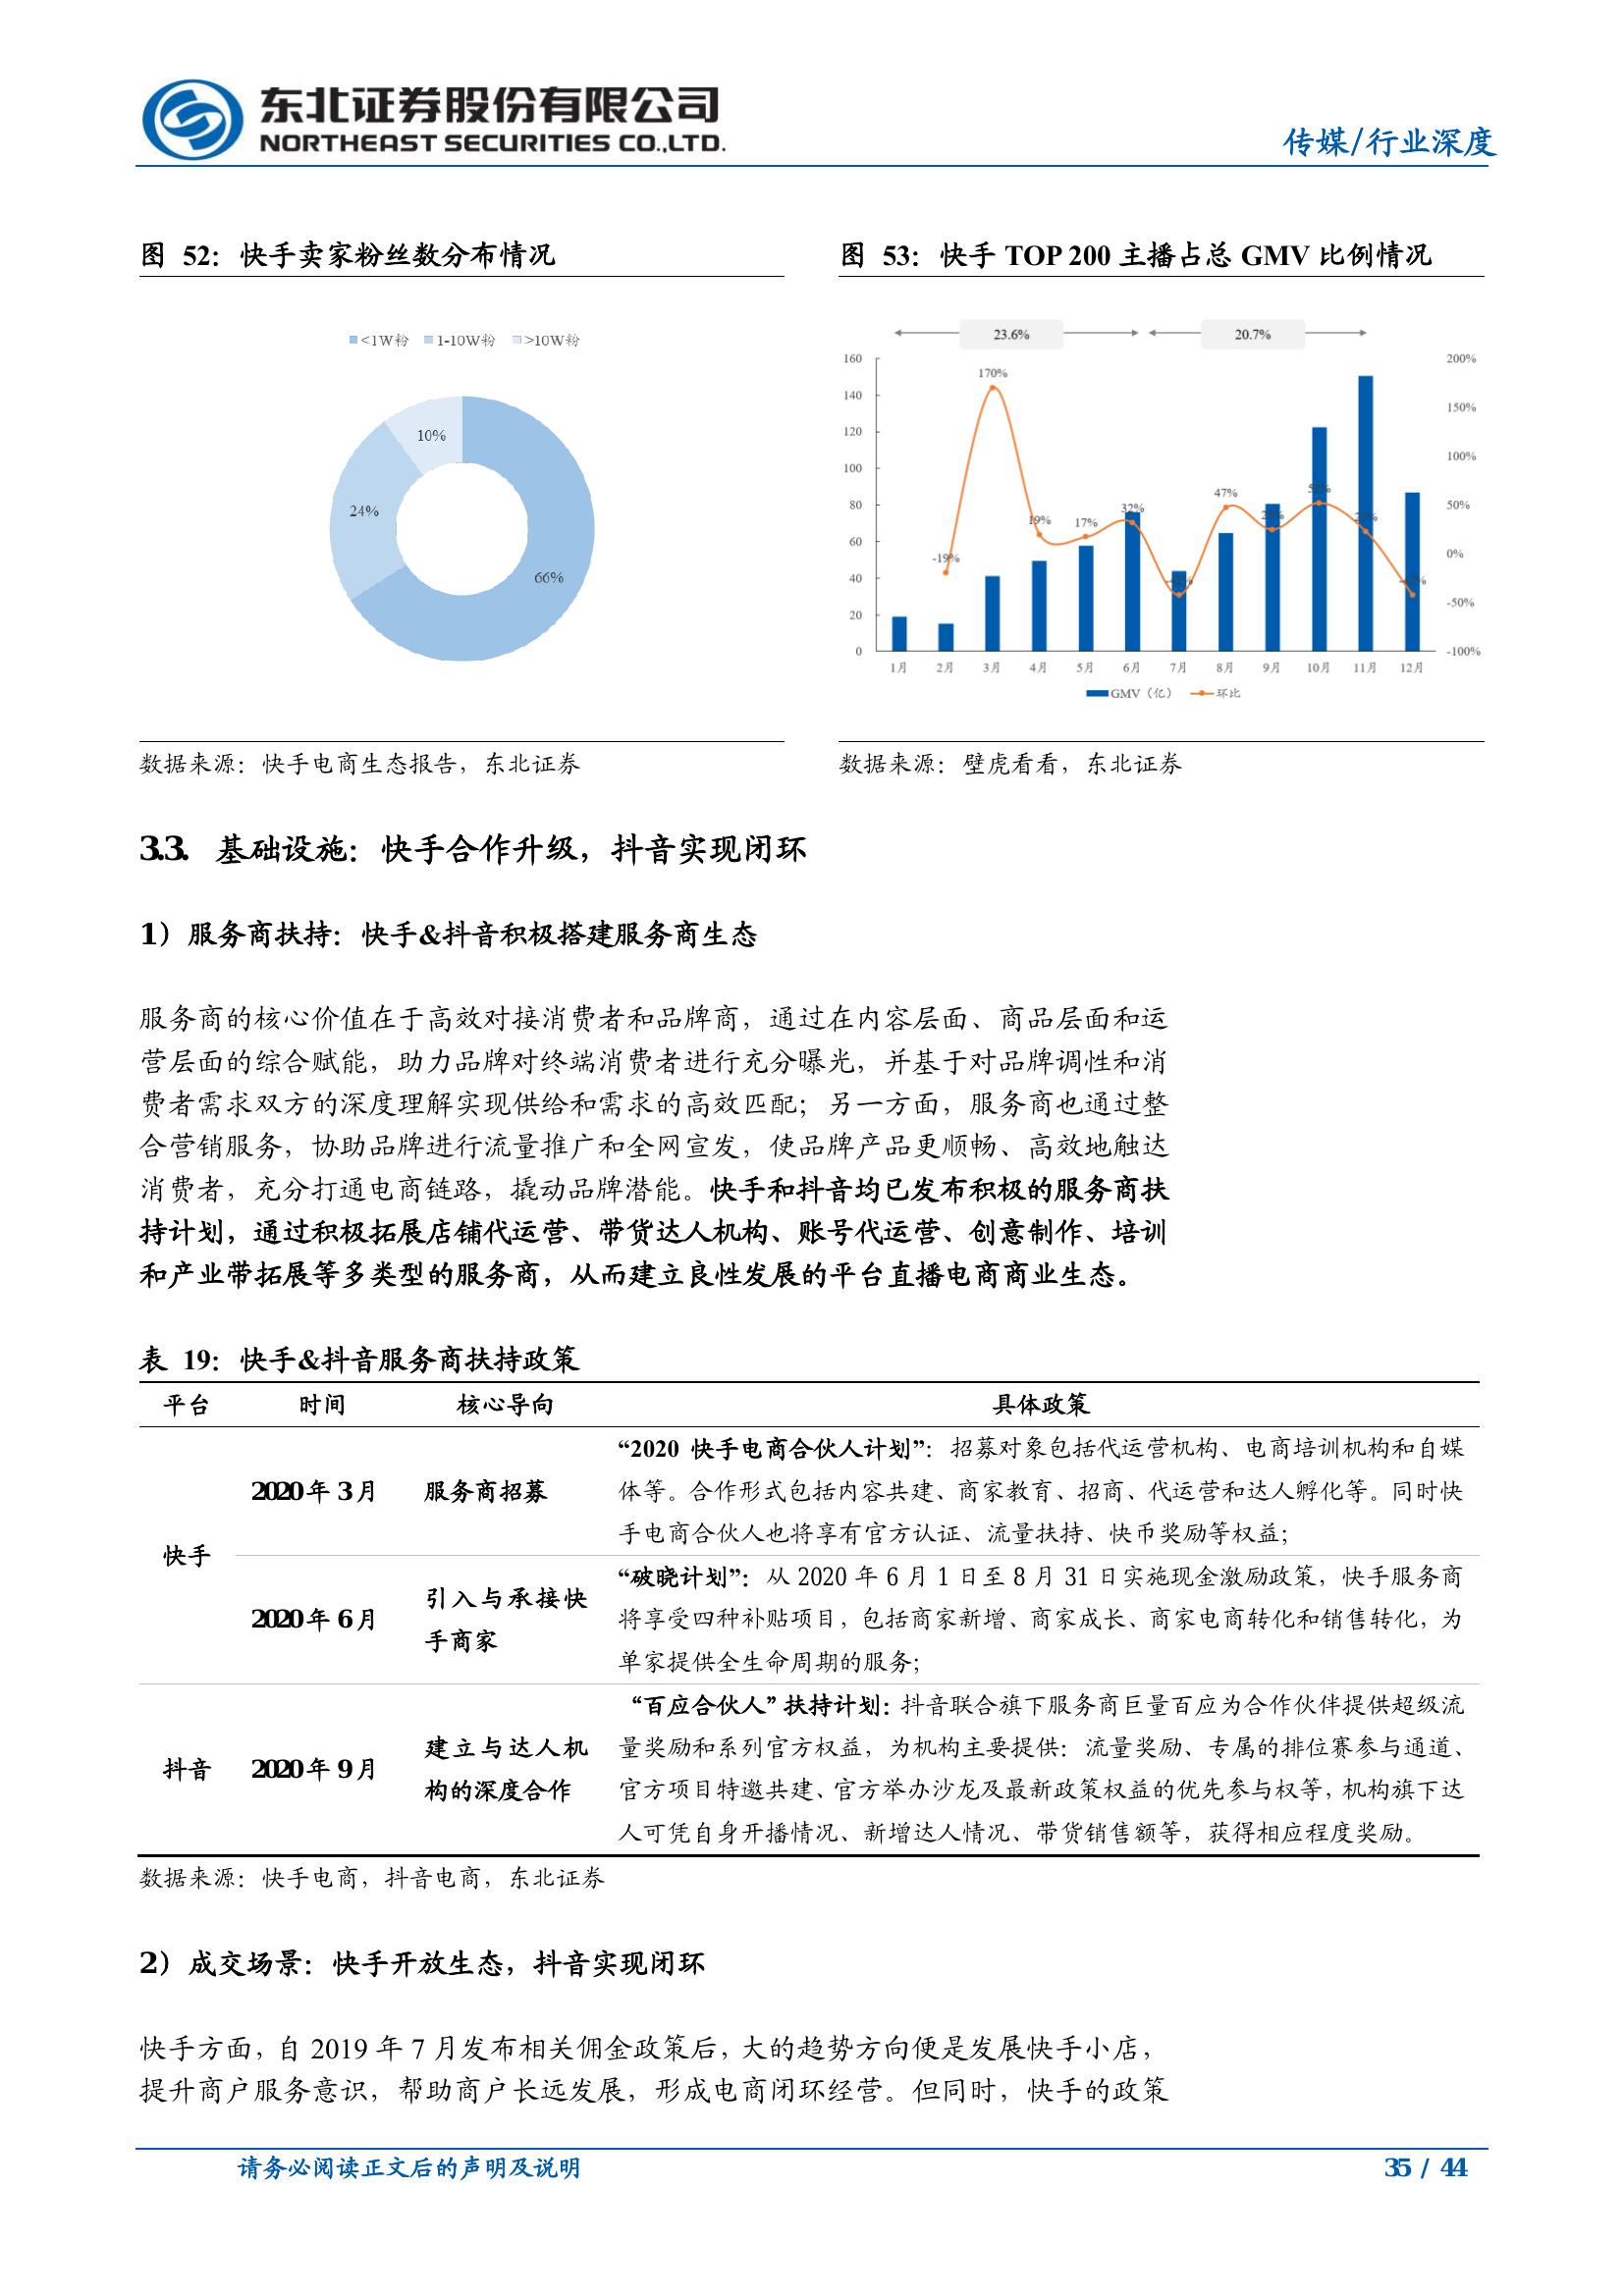 东北证券股份有限公司
NORTHEAST SECURITIES CO.,LTD.
传媒/行业深度
图 52：快手卖家粉丝数分布情况
<1W粉 1-10W粉 >10W粉
10%
24%
66%
数据来源：快手电商生态报告，东北证券
图 53：快手 TOP 200 主播占总 GMV 比例情况
23.6% 20.7%
160 200%
140 150%
120 100%
100 50%
80 0%
60 -50%
40 -100%
20
0
-19% 170% 19% 17% 32% 47%
1月 2月 3月 4月 5月 6月 7月 8月 9月 10月 11月 12月
GMV（亿） 环比
数据来源：壁虎看看，东北证券
3.3. 基础设施：快手合作升级，抖音实现闭环
1）服务商扶持：快手&抖音积极搭建服务商生态
服务商的核心价值在于高效对接消费者和品牌商，通过在内容层面、商品层面和运
营层面的综合赋能，助力品牌对终端消费者进行充分曝光，并基于对品牌调性和消
费者需求双方的深度理解实现供给和需求的高效匹配；另一方面，服务商也通过整
合营销服务，协助品牌进行流量推广和全网宣发，使品牌产品更顺畅、高效地触达
消费者，充分打通电商链路，撬动品牌潜能。快手和抖音均已发布积极的服务商扶
持计划，通过积极拓展店铺代运营、带货达人机构、账号代运营、创意制作、培训
和产业带拓展等多类型的服务商，从而建立良性发展的平台直播电商商业生态。
表 19：快手&抖音服务商扶持政策
平台 时间 核心导向 具体政策
快手
2020年 3月 服务商招募
“2020 快手电商合伙人计划”：招募对象包括代运营机构、电商培训机构和自媒
体等。合作形式包括内容共建、商家教育、招商、代运营和达人孵化等。同时快
手电商合伙人也将享有官方认证、流量扶持、快币奖励等权益；
2020年 6月
引入与承接快
手商家
“破晓计划”：从 2020 年 6 月 1 日至 8 月 31 日实施现金激励政策，快手服务商
将享受四种补贴项目，包括商家新增、商家成长、商家电商转化和销售转化，为
单家提供全生命周期的服务；
抖音 2020年 9月
建立与达人机
构的深度合作
“百应合伙人”扶持计划：抖音联合旗下服务商巨量百应为合作伙伴提供超级流
量奖励和系列官方权益，为机构主要提供：流量奖励、专属的排位赛参与通道、
官方项目特邀共建、官方举办沙龙及最新政策权益的优先参与权等，机构旗下达
人可凭自身开播情况、新增达人情况、带货销售额等，获得相应程度奖励。
数据来源：快手电商，抖音电商，东北证券
2）成交场景：快手开放生态，抖音实现闭环
快手方面，自 2019 年 7 月发布相关佣金政策后，大的趋势方向便是发展快手小店，
提升商户服务意识，帮助商户长远发展，形成电商闭环经营。但同时，快手的政策
请务必阅读正文后的声明及说明
35 / 44